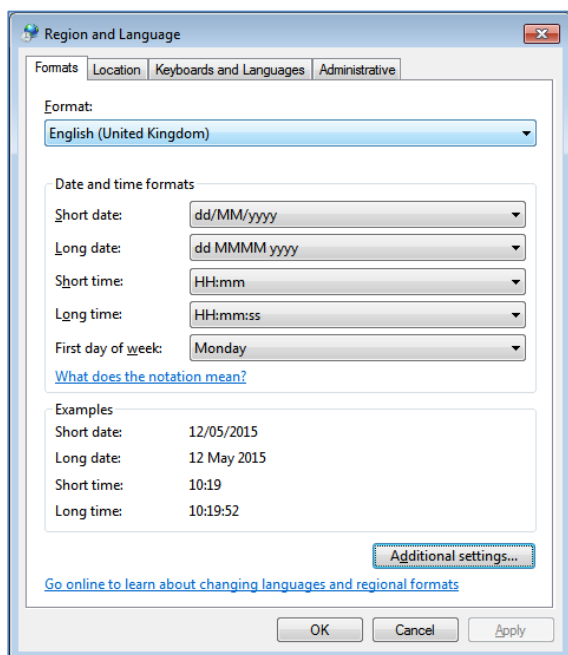 Region and Language
Formats Location Keyboards and Languages Administrative
Format:
English (United Kingdom)
Date and time formats
Short date: dd/MM/yyyy
Long date: dd MMMM yyyy
Short time: HH:mm
Long time: HH:mm:ss
First day of week: Monday
What does the notation mean?
Examples
Short date: 12/05/2015
Long date: 12 May 2015
Short time: 10:19
Long time: 10:19:52
Additional settings...
Go online to learn about changing languages and regional formats
OK Cancel Apply